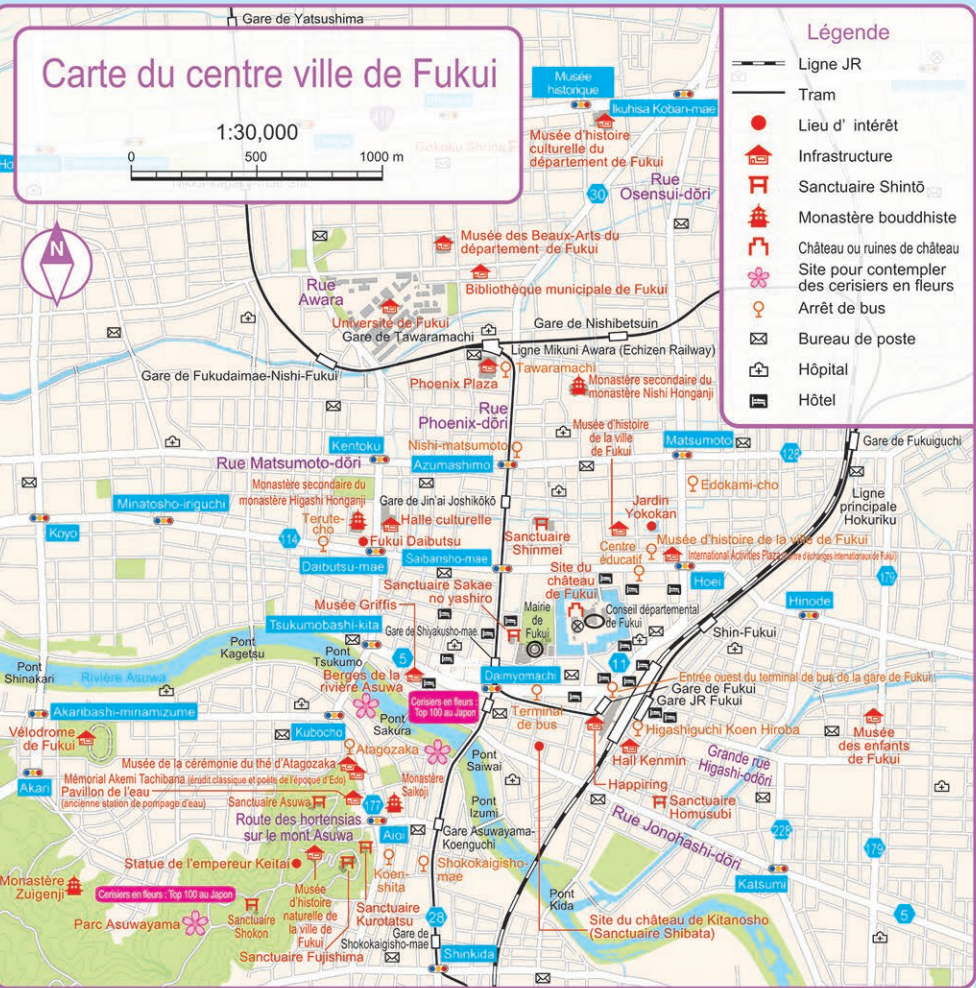 Gare de Yatsushima
Carte du centre ville de Fukui
1:30,000
0 500 1000 m
Légende
Ligne JR
Tram
Lieu d' intérêt
Infrastructure
Sanctuaire Shintō
Monastère bouddhiste
Château ou ruines de château
Site pour contempler
des cerisiers en fleurs
Arrêt de bus
Bureau de poste
Hôpital
Hôtel
N
Musée
historique
Ikuhisa Koban-mae
Musée d'histoire
culturelle du
département de Fukui
Gokoku Shrine
Rue
Osensui-dōri
30
Musée des Beaux-Arts du
département de Fukui
Bibliothèque municipale de Fukui
Rue
Awara
Université de Fukui
Gare de Tawaramachi
Gare de Nishibetsuin
Ligne Mikuni Awara (Echizen Railway)
Gare de Fukudaimae-Nishi-Fukui
Phoenix Plaza
Tawaramachi
Monastère secondaire du
monastère Nishi Honganji
Rue
Phoenix-dōri
Musée d'histoire
de la ville
de Fukui
Matsumoto
Gare de Fukuiguchi
Kentoku
Nishi-matsumoto
Rue Matsumoto-dōri
Azumashimo
128
Edokami-cho
Ligne
principale
Hokuriku
Monastère secondaire du
monastère Higashi Honganji
Gare de Jin'ai Joshikōkō
Minatosho-iriguchi
Koyo
Terute-
cho
Halle culturelle
Fukui Daibutsu
114
Daibutsu-mae
Saibansho-mae
Sanctuaire
Shinmei
Jardin
Yokokan
Centre
éducatif
Musée d'histoire de la ville de Fukui
International Activities Plaza
Hoei
179
Hinode
Sanctuaire Sakae
no yashiro
Site du
château
de Fukui
Musée Griffis
Mairie
de
Fukui
Conseil départemental
de Fukui
Tsukumobashi-kita
Gare de Shiyakusho-mae
Shin-Fukui
Pont
Kagetsu
Pont
Tsukumo
5
11
Pont
Shinakari
Rivière Asuwa
Berges de la
rivière Asuwa
Daimyomachi
Entrée ouest du terminal de bus de la gare de Fukui
Gare de Fukui
Gare JR Fukui
Cerisiers en fleurs :
Top 100 au Japon
Akaribashi-minamizume
Kubocho
Pont
Sakura
Terminal
de bus
Higashiguchi Koen Hiroba
Vélodrome
de Fukui
Atagozaka
Musée
des enfants
de Fukui
Hall Kenmin
Grande rue
Higashi-ōdōri
Pont
Saiwai
Musée de la cérémonie du thé d'Atagozaka
Mémorial Akemi Tachibana (érudit classique et poète de l'époque d'Edo)
Akari
Pavillon de l'eau
(ancienne station de pompage d'eau)
Monastère
Saikoji
Happiring
Sanctuaire Asuwa
177
Pont
Izumi
Sanctuaire
Homusubi
Route des hortensias
sur le mont Asuwa
Aioi
Gare Asuwayama-
Koenguchi
Rue Jonohashi-dōri
228
179
Statue de l'empereur Keitai
Koen-
shita
Shokokaigisho-
mae
Katsumi
Monastère
Zuigenji
Cerisiers en fleurs : Top 100 au Japon
Musée
d'histoire
naturelle de
la ville de
Fukui
Pont
Kida
5
Parc Asuwayama
Sanctuaire
Shokon
Sanctuaire
Kurotatsu
28
Site du château de Kitanosho
(Sanctuaire Shibata)
Gare de
Shokokaigisho-mae
Sanctuaire Fujishima
Shinkida